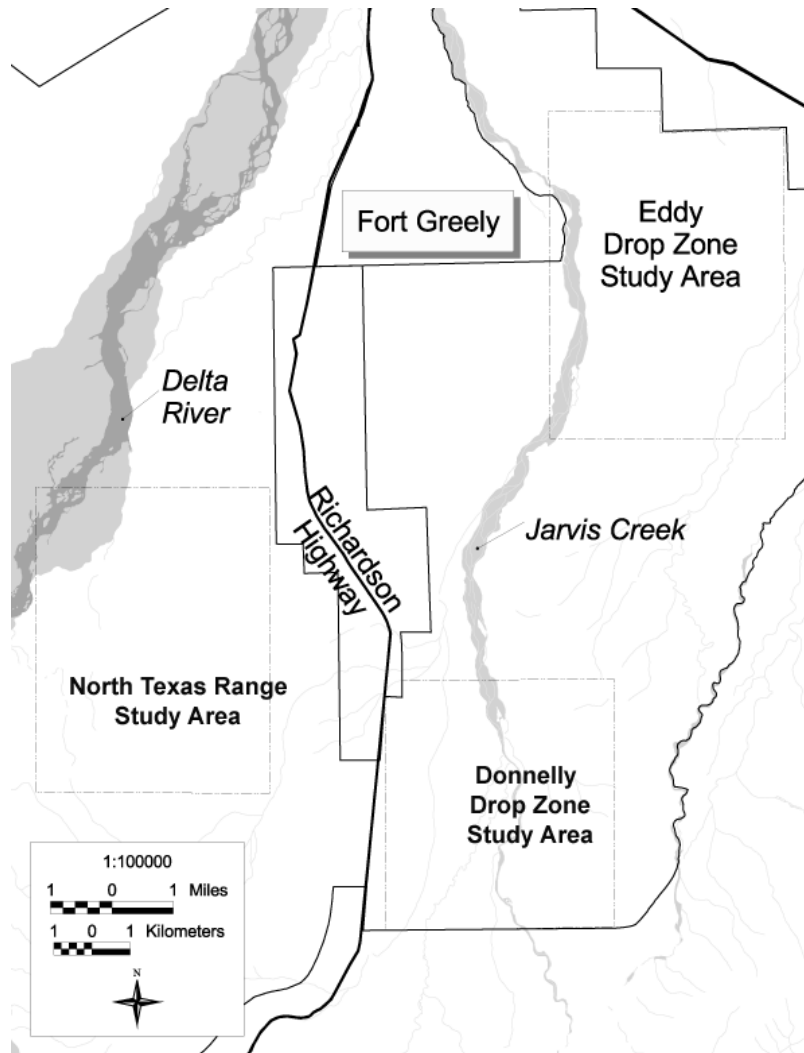 Fort Greely
Eddy
Drop Zone
Study Area
Delta
River
Richardson
Highway
Jarvis Creek
North Texas Range
Study Area
Donnelly
Drop Zone
Study Area
1:100000
1 0 1 Miles
1 0 1 Kilometers
N